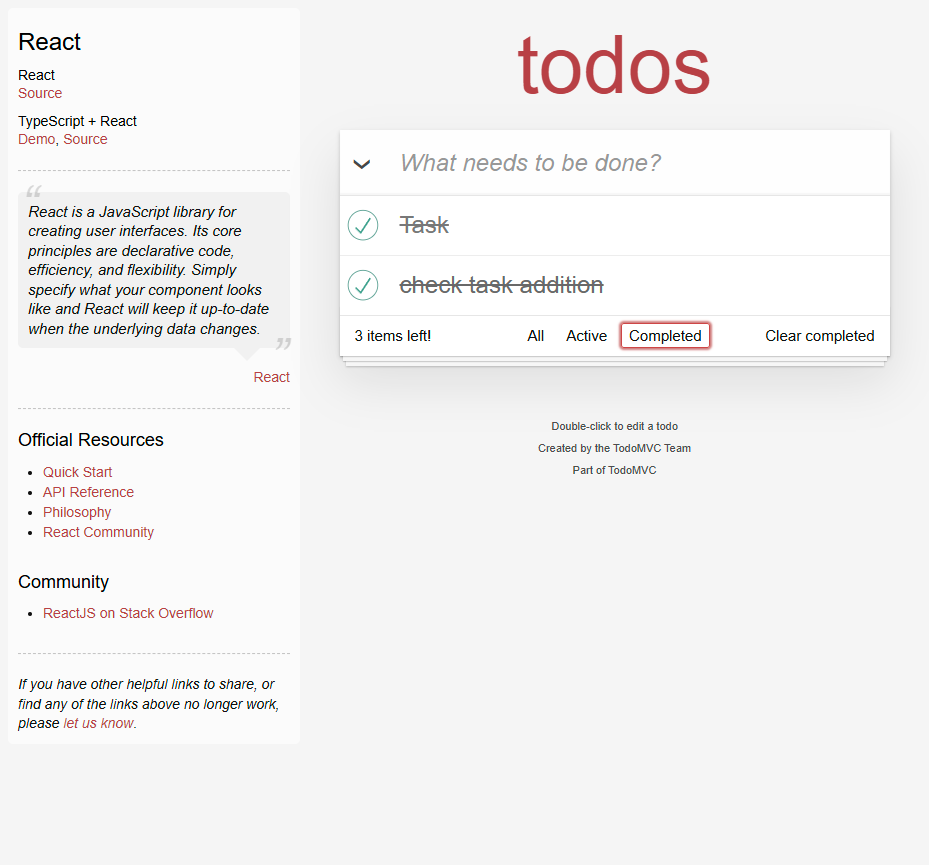 React
React
Source
TypeScript + React
Demo, Source
“
React is a JavaScript library for
creating user interfaces. Its core
principles are declarative code,
efficiency, and flexibility. Simply
specify what your component looks
like and React will keep it up-to-date
when the underlying data changes.
”
React
Official Resources
Quick Start
API Reference
Philosophy
React Community
Community
ReactJS on Stack Overflow
If you have other helpful links to share, or
find any of the links above no longer work,
please let us know.
todos
What needs to be done?
Task
check task addition
3 items left! All Active Completed Clear completed
Double-click to edit a todo
Created by the TodoMVC Team
Part of TodoMVC